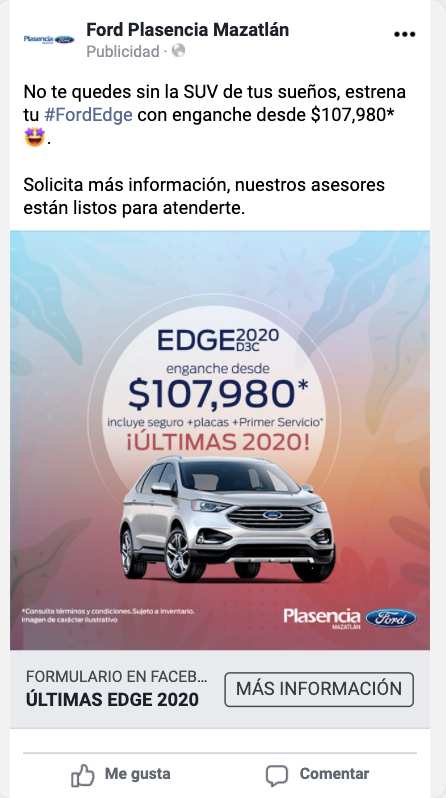 Plasencia Ford
Ford Plasencia Mazatlán
Publicidad ·
No te quedes sin la SUV de tus sueños, estrena
tu #FordEdge con enganche desde $107,980*
🤩.
Solicita más información, nuestros asesores
están listos para atenderte.
EDGE 2020
D3C
enganche desde
$107,980*
incluye seguro +placas +Primer Servicio*
¡ÚLTIMAS 2020!
Ford
*Consulta términos y condiciones.Sujeto a Inventario.
Imagen de carácter ilustrativo
Plasencia Ford
MAZATLÁN
FORMULARIO EN FACEB...
ÚLTIMAS EDGE 2020
MÁS INFORMACIÓN
Me gusta
Comentar